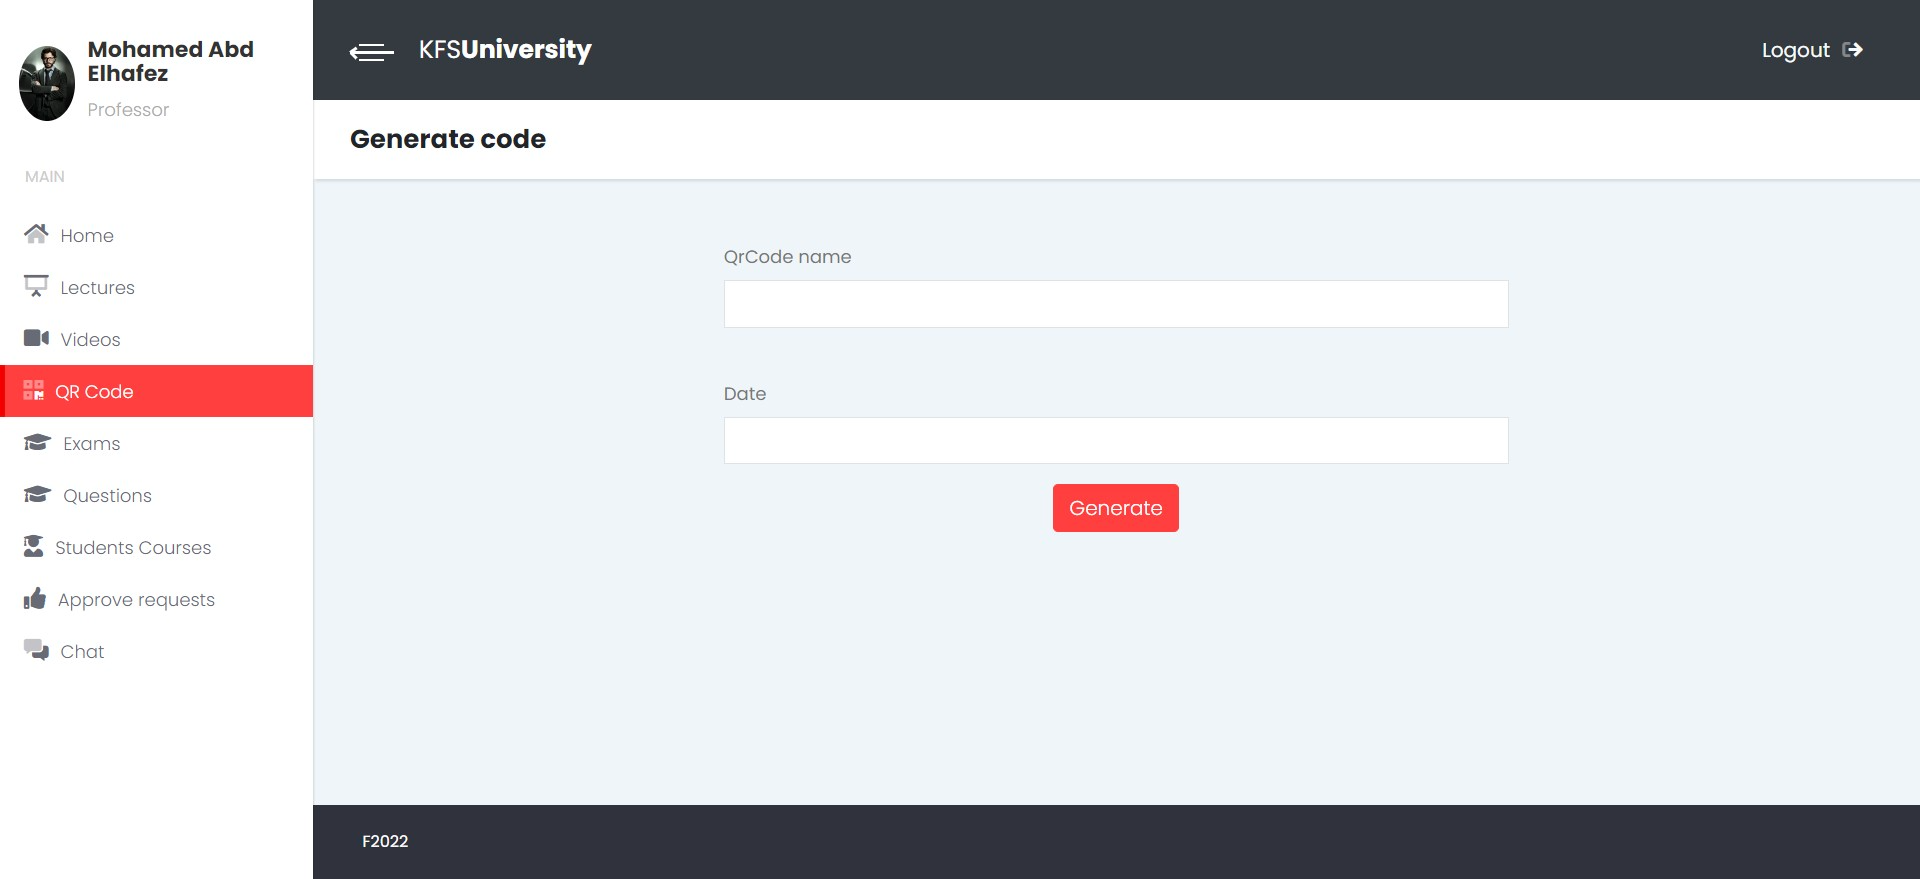 Mohamed Abd
Elhafez
Professor
MAIN
Home
Lectures
Videos
QR Code
Exams
Questions
Students Courses
Approve requests
Chat
KFSUniversity
Logout
Generate code
QrCode name
Date
Generate
F2022